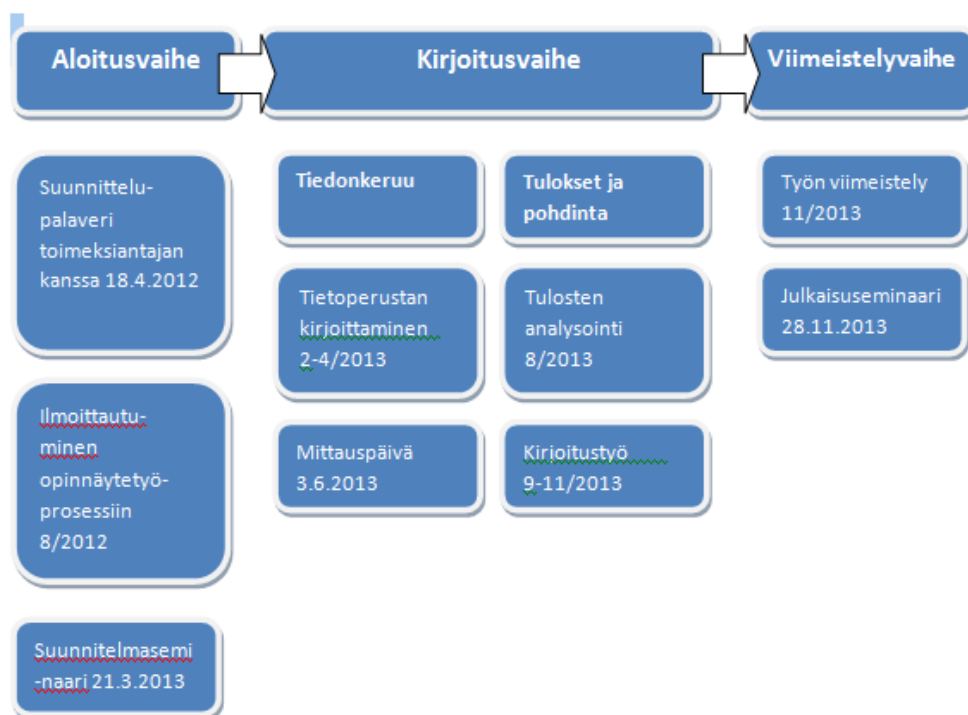 Aloitusvaihe
Kirjoitusvaihe
Viimeistelyvaihe
Suunnittelu-
palaveri
toimeksiantajan
kanssa 18.4.2012
Ilmoittautu-
minen
opinnäytetyö-
prosessiin
8/2012
Suunnitelmasemi
-naari 21.3.2013
Tiedonkeruu
Tietoperustan
kirjoittaminen
2-4/2013
Mittauspäivä
3.6.2013
Tulokset ja
pohdinta
Tulosten
analysointi
8/2013
Kirjoitustyö
9-11/2013
Työn viimeistely
11/2013
Julkaisuseminaari
28.11.2013